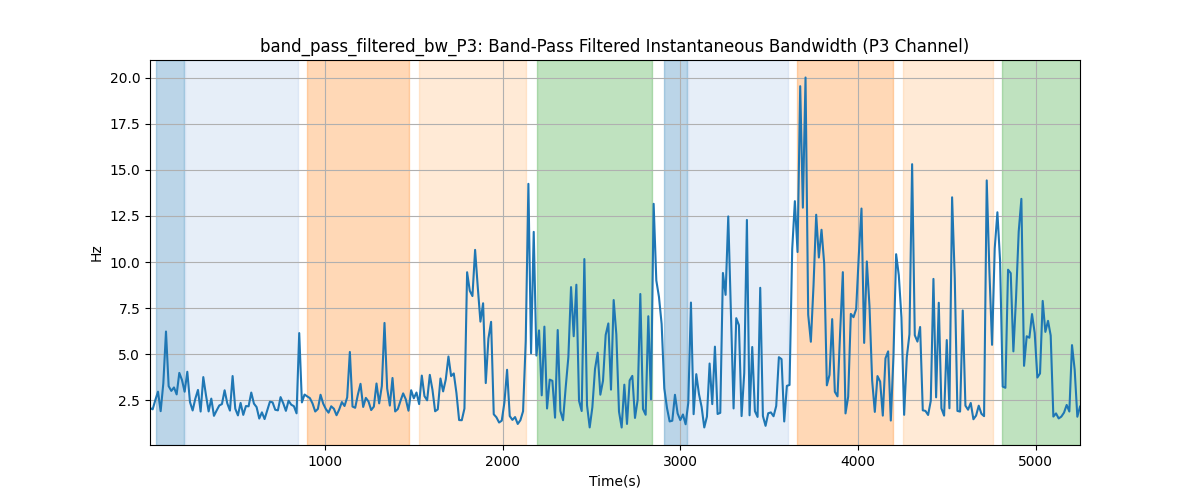 band_pass_filtered_bw_P3: Band-Pass Filtered Instantaneous Bandwidth (P3 Channel)
20.0
17.5
15.0
12.5
10.0
7.5
5.0
2.5
Hz
1000 2000 3000 4000 5000
Time(s)